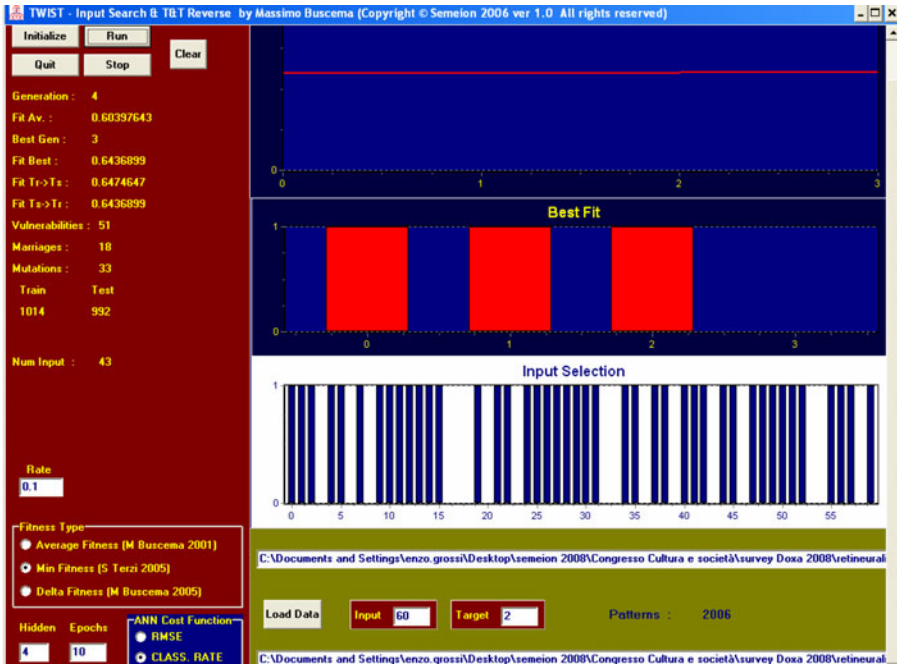 TWIST - Input Search & T&T Reverse by Massimo Buscema (Copyright © Semeion 2006 ver 1.0 All rights reserved)
Initialize Run
Clear
Quit Stop
Generation : 4
Fit Av. : 0.60397643
Best Gen : 3
Fit Best : 0.6436899
Fit Tr->Ts : 0.6474647
Fit Ts->Tr : 0.6436899
Vulnerabilities : 51
Marriages : 18
Mutations : 33
Train Test
1014 992
Num Input : 43
Rate
0.1
Fitness Type
Average Fitness (M Buscema 2001)
Min Fitness (S Terzi 2005)
Delta Fitness (M Buscema 2005)
Hidden Epochs
4 10
ANN Cost Function
RMSE
CLASS. RATE
0
0 1 2 3
Best Fit
1
0
0 1 2 3
Input Selection
1
0
0 5 10 15 20 25 30 35 40 45 50 55
C:\Documents and Settings\enzo.grossi\Desktop\semeion 2008\Congresso Cultura e società\survey Doxa 2008\retineurali
Load Data Input 60 Target 2 Patterns : 2006
C:\Documents and Settings\enzo.grossi\Desktop\semeion 2008\Congresso Cultura e società\survey Doxa 2008\retineurali